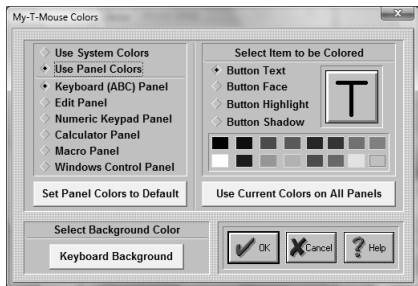 My-T-Mouse Colors
Use System Colors
Use Panel Colors
Keyboard (ABC) Panel
Edit Panel
Numeric Keypad Panel
Calculator Panel
Macro Panel
Windows Control Panel
Set Panel Colors to Default
Select Item to be Colored
Button Text
Button Face
Button Highlight
Button Shadow
T
Use Current Colors on All Panels
Select Background Color
Keyboard Background
OK
Cancel
Help